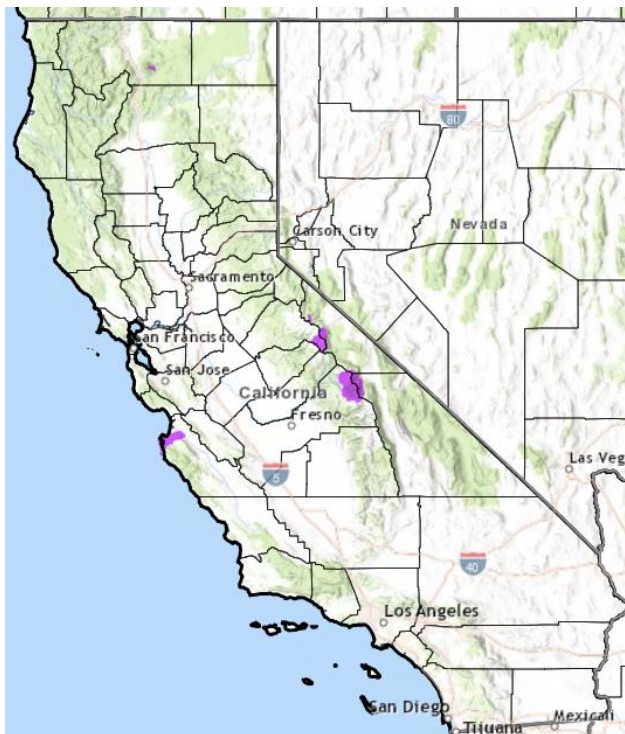 80
Nevada
Carson City
Sacramento
San Francisco
San Jose
California
Fresno
5
Las Veg
40
Los Angeles
San Diego
Mexicali
Tijuana